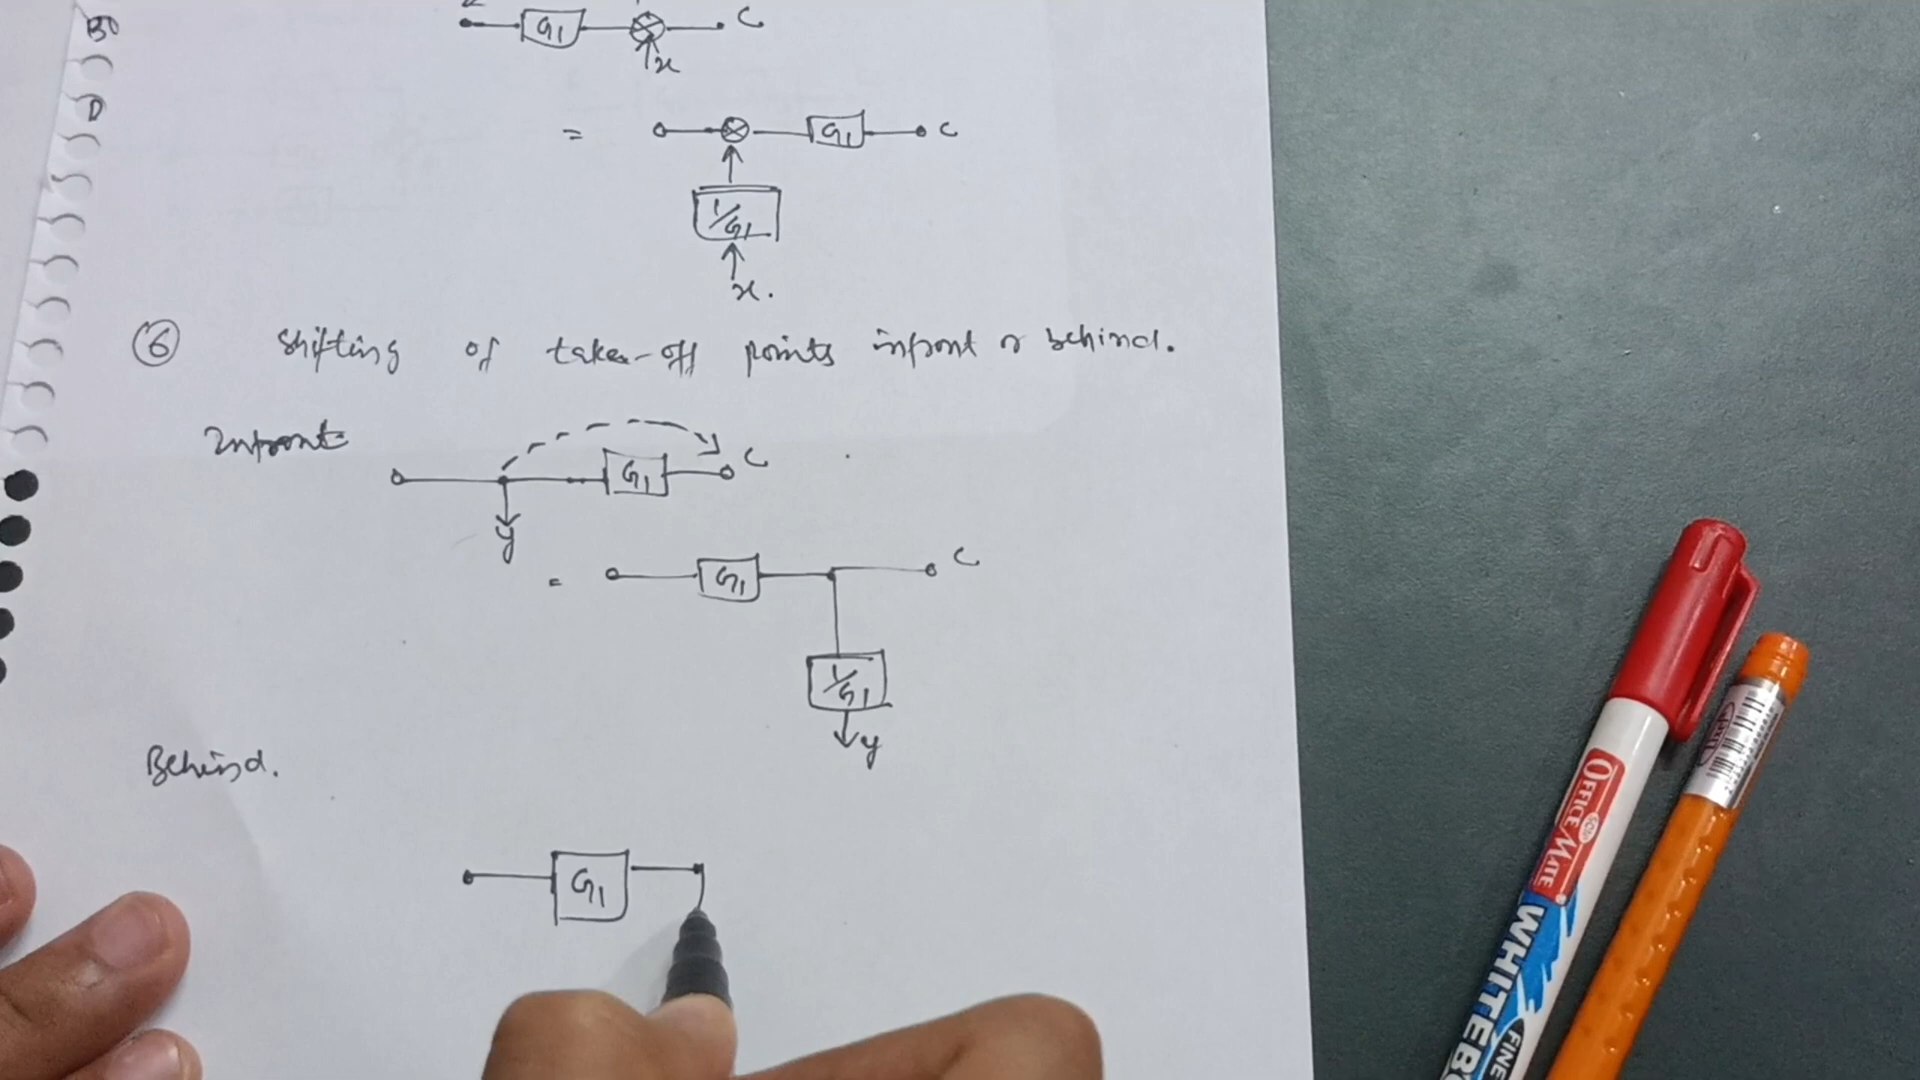 G1 C
x
= G1 C
1/G1
x.
6 Shifting of take-off points infront or behind.
Infront
G1 C
y
= G1 C
1/G1
y
Behind.
G1
OFFICE MATE
WHITEB
FINE